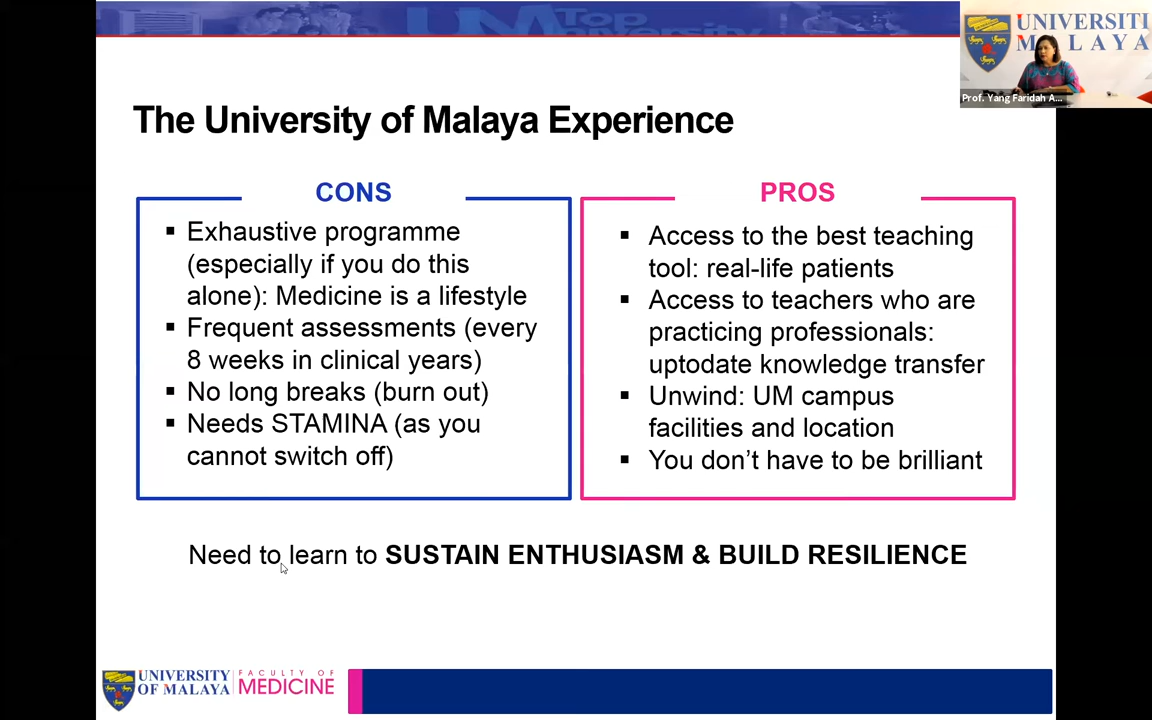 UM Top
University
UNIVERSITI
MALAYA
Prof. Yang Faridah A...
The University of Malaya Experience
CONS
▪ Exhaustive programme
(especially if you do this
alone): Medicine is a lifestyle
▪ Frequent assessments (every
8 weeks in clinical years)
▪ No long breaks (burn out)
▪ Needs STAMINA (as you
cannot switch off)
PROS
▪ Access to the best teaching
tool: real-life patients
▪ Access to teachers who are
practicing professionals:
uptodate knowledge transfer
▪ Unwind: UM campus
facilities and location
▪ You don’t have to be brilliant
Need to learn to SUSTAIN ENTHUSIASM & BUILD RESILIENCE
UNIVERSITY
OF MALAYA
FACULTY OF
MEDICINE